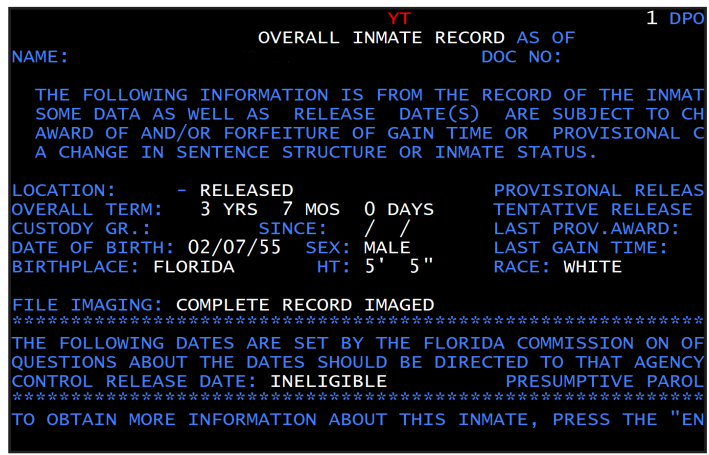 YT 1 DPO
OVERALL INMATE RECORD AS OF
NAME: DOC NO:
THE FOLLOWING INFORMATION IS FROM THE RECORD OF THE INMAT
SOME DATA AS WELL AS RELEASE DATE(S) ARE SUBJECT TO CH
AWARD OF AND/OR FORFEITURE OF GAIN TIME OR PROVISIONAL C
A CHANGE IN SENTENCE STRUCTURE OR INMATE STATUS.
LOCATION: - RELEASED PROVISIONAL RELEAS
OVERALL TERM: 3 YRS 7 MOS 0 DAYS TENTATIVE RELEASE
CUSTODY GR.: SINCE: / / LAST PROV.AWARD:
DATE OF BIRTH: 02/07/55 SEX: MALE LAST GAIN TIME:
BIRTHPLACE: FLORIDA HT: 5' 5" RACE: WHITE
FILE IMAGING: COMPLETE RECORD IMAGED
***********************************************************
THE FOLLOWING DATES ARE SET BY THE FLORIDA COMMISSION ON OF
QUESTIONS ABOUT THE DATES SHOULD BE DIRECTED TO THAT AGENCY
CONTROL RELEASE DATE: INELIGIBLE PRESUMPTIVE PAROL
***********************************************************
TO OBTAIN MORE INFORMATION ABOUT THIS INMATE, PRESS THE "EN